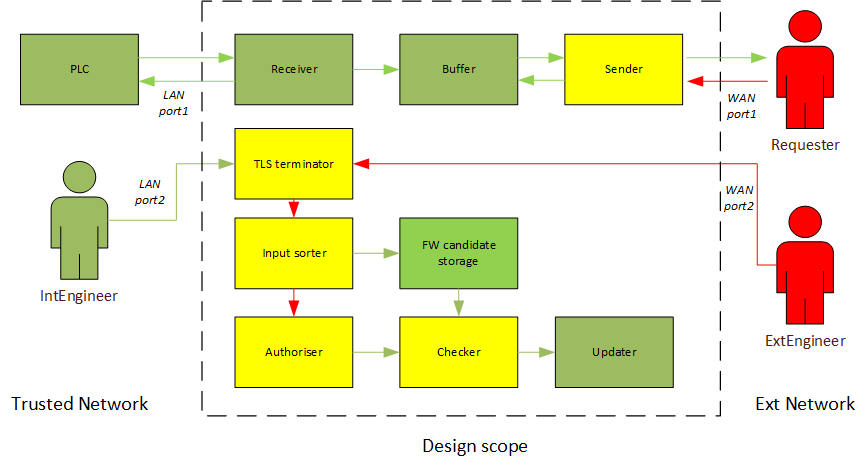 PLC
Receiver
Buffer
Sender
LAN
port1
WAN
port1
Requester
TLS terminator
LAN
port2
WAN
port2
Input sorter
FW candidate
storage
IntEngineer
Authoriser
Checker
Updater
ExtEngineer
Trusted Network
Ext Network
Design scope